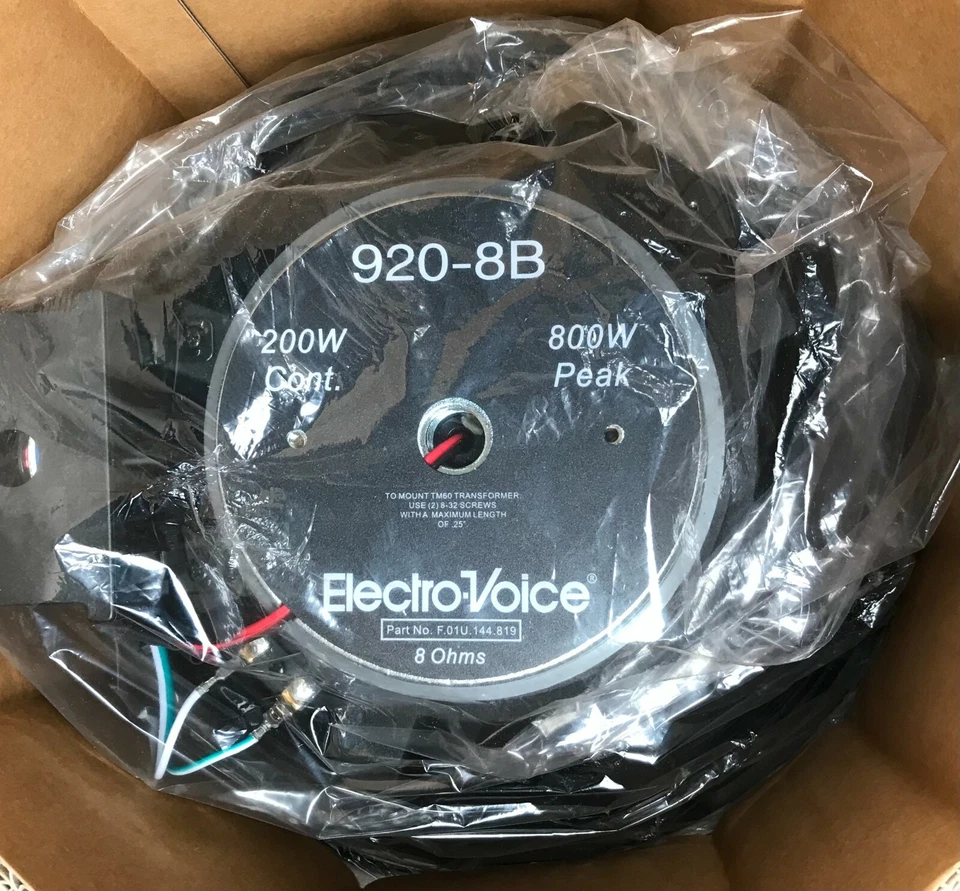 920-8B
200W 800W
Cont. Peak
TO MOUNT TM60 TRANSFORMER:
USE (2) 8-32 SCREWS
WITH A MAXIMUM LENGTH
OF .25"
Electro-Voice®
Part No. F.01U.144.819
8 Ohms